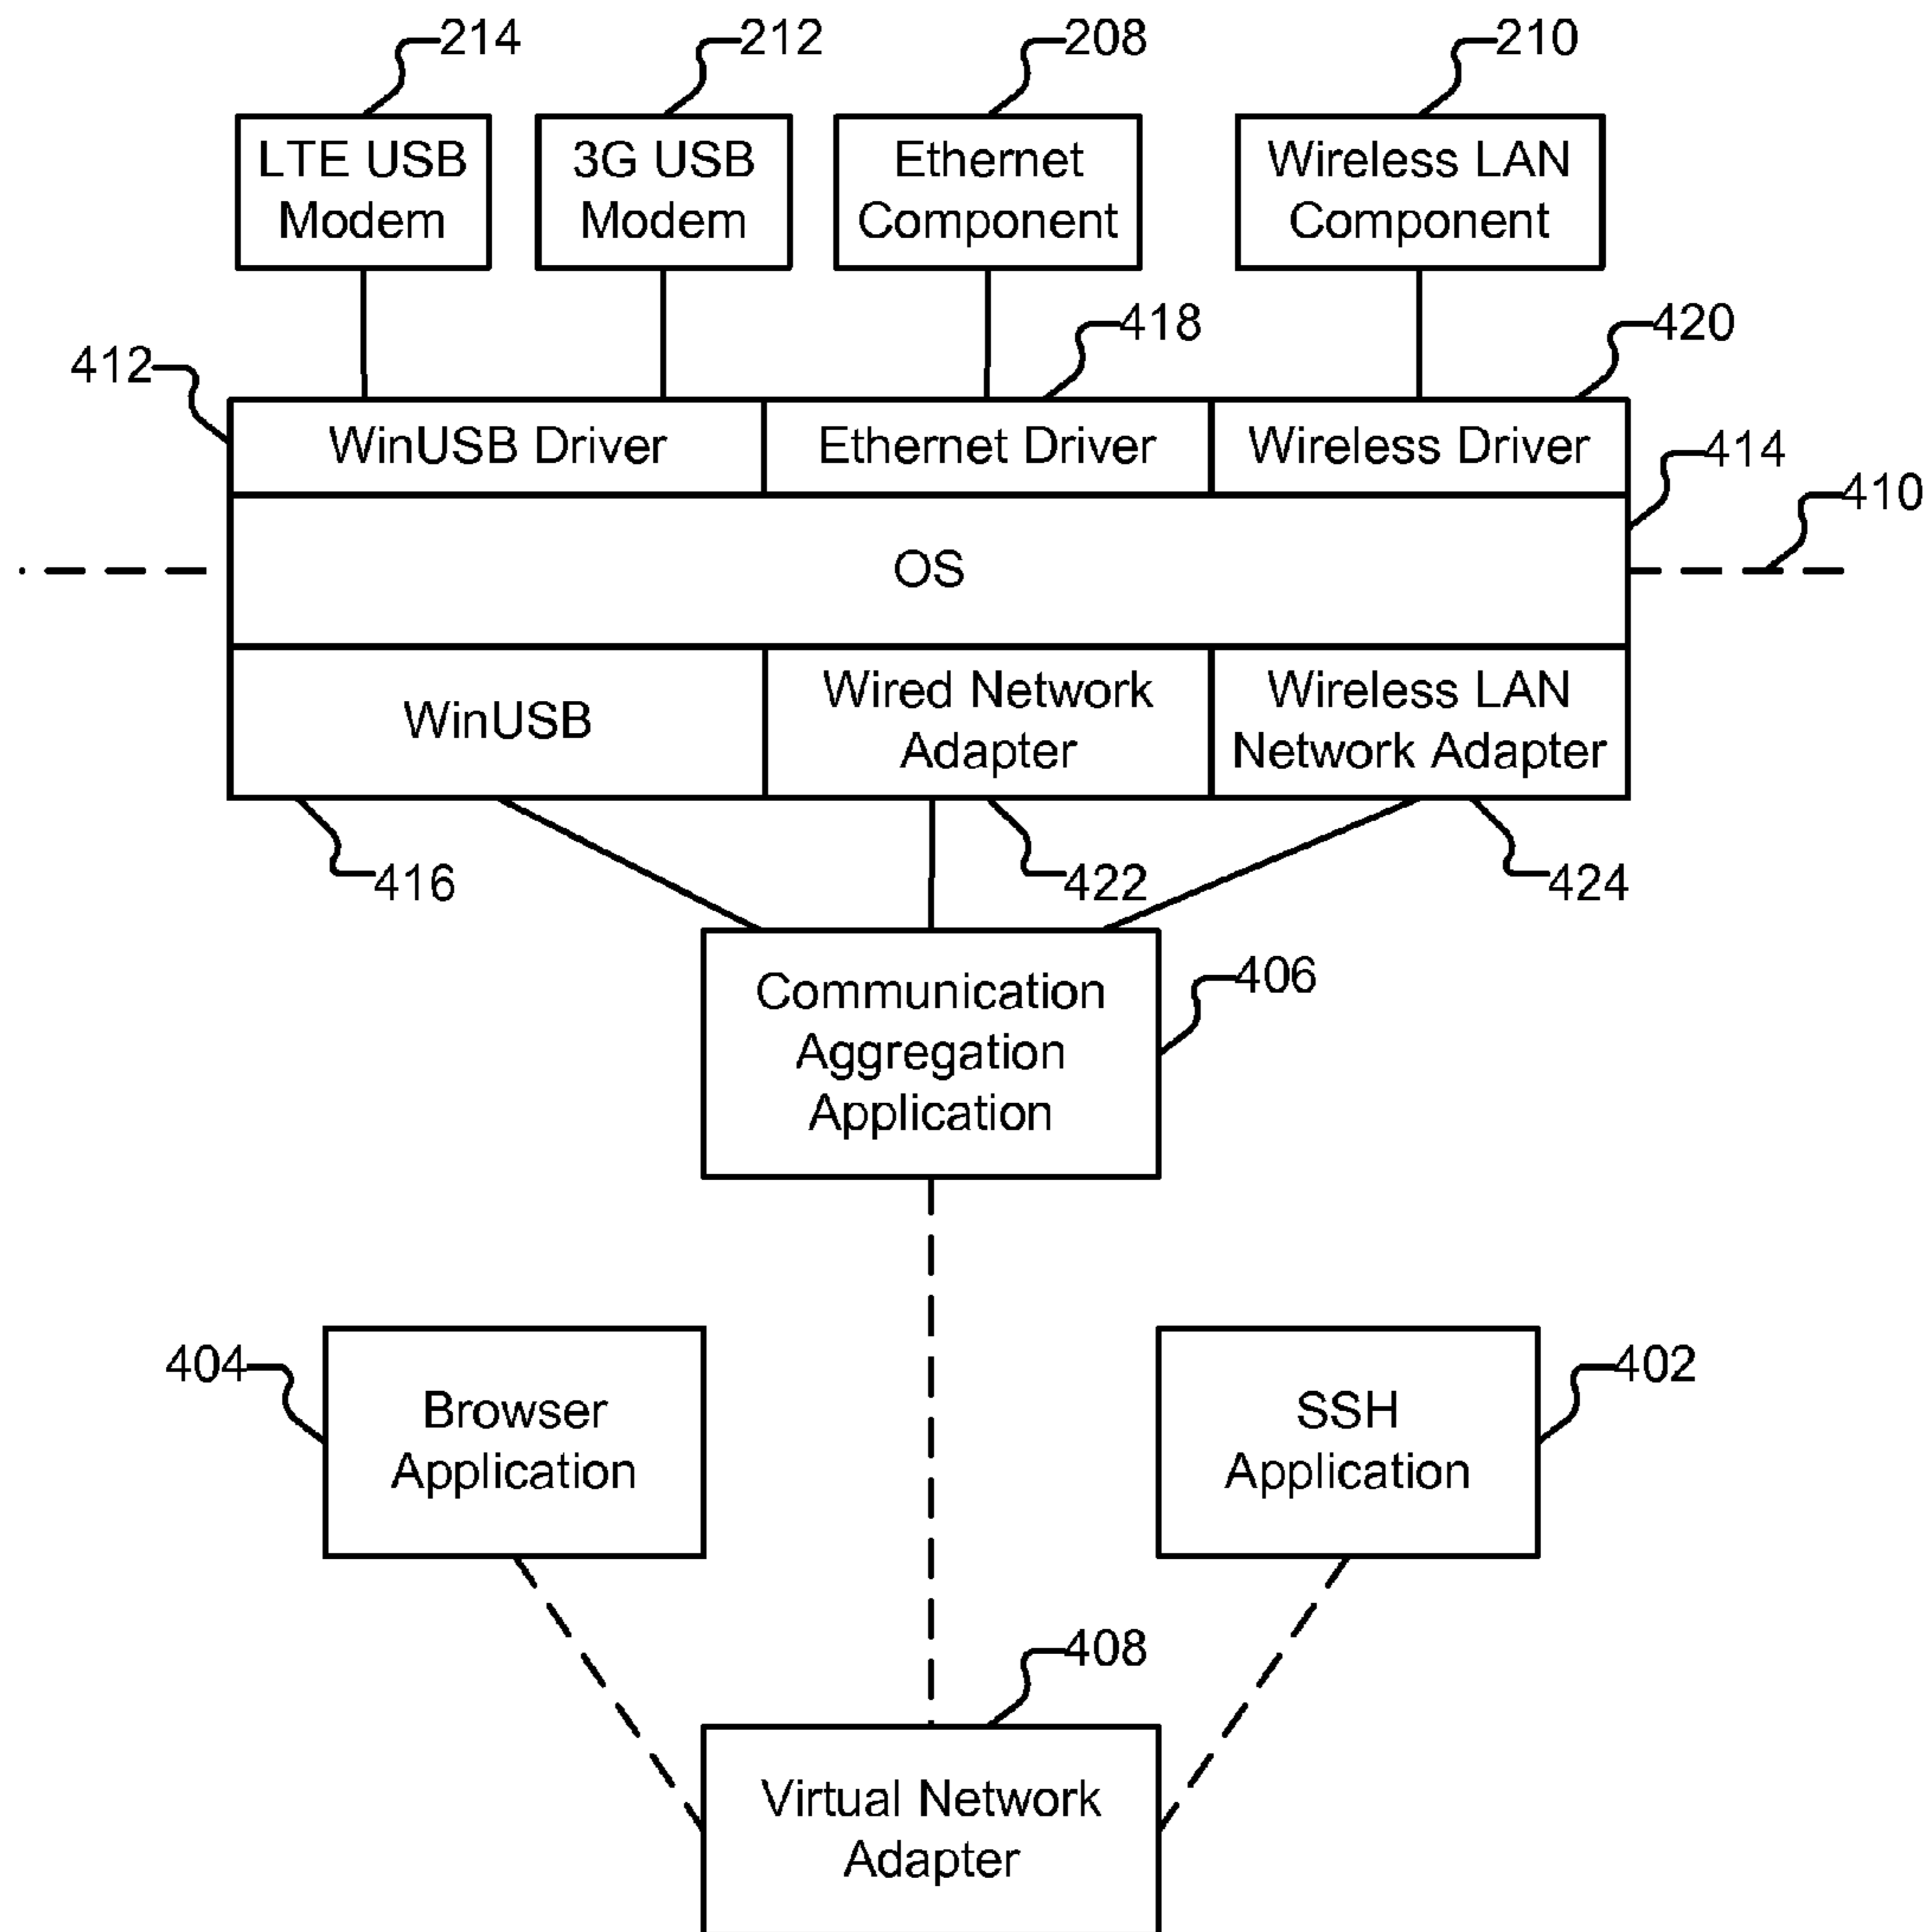 214
212
208
210
LTE USB
Modem
3G USB
Modem
Ethernet
Component
Wireless LAN
Component
412
418
420
WinUSB Driver
Ethernet Driver
Wireless Driver
414
410
OS
WinUSB
Wired Network
Adapter
Wireless LAN
Network Adapter
416
422
424
Communication
Aggregation
Application
406
404
Browser
Application
SSH
Application
402
408
Virtual Network
Adapter